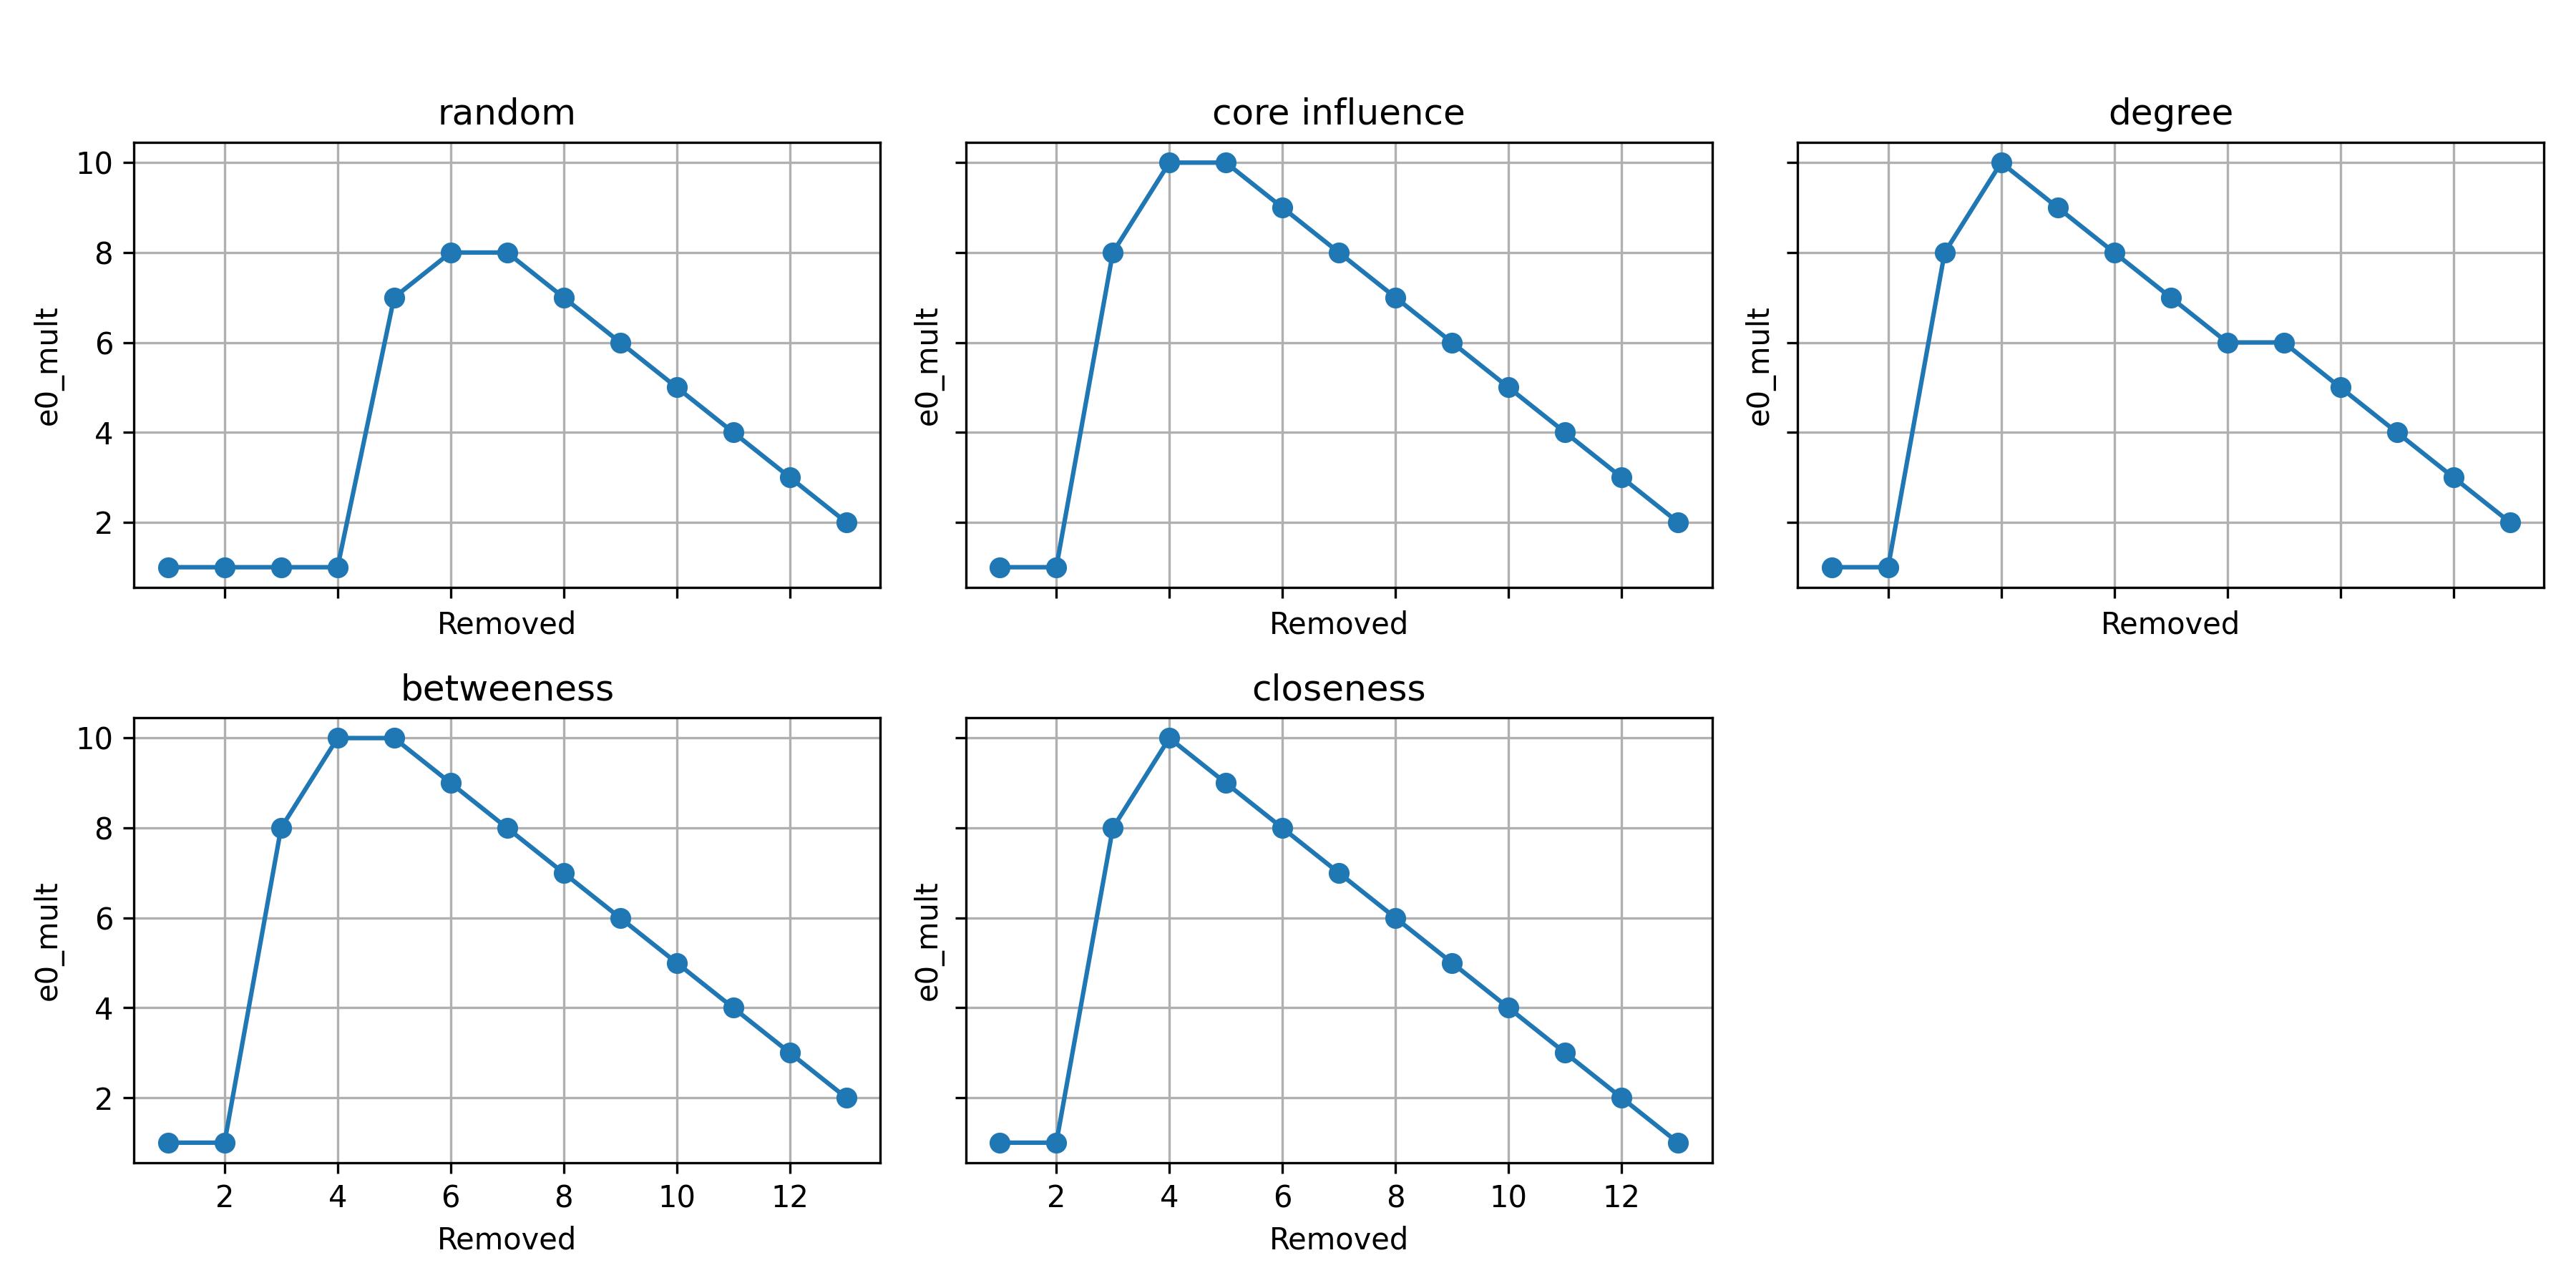 random
core influence
degree
10
8
6
4
2
e0_mult
e0_mult
e0_mult
Removed
Removed
Removed
betweeness
closeness
10
8
6
4
2
e0_mult
e0_mult
2 4 6 8 10 12
2 4 6 8 10 12
Removed
Removed